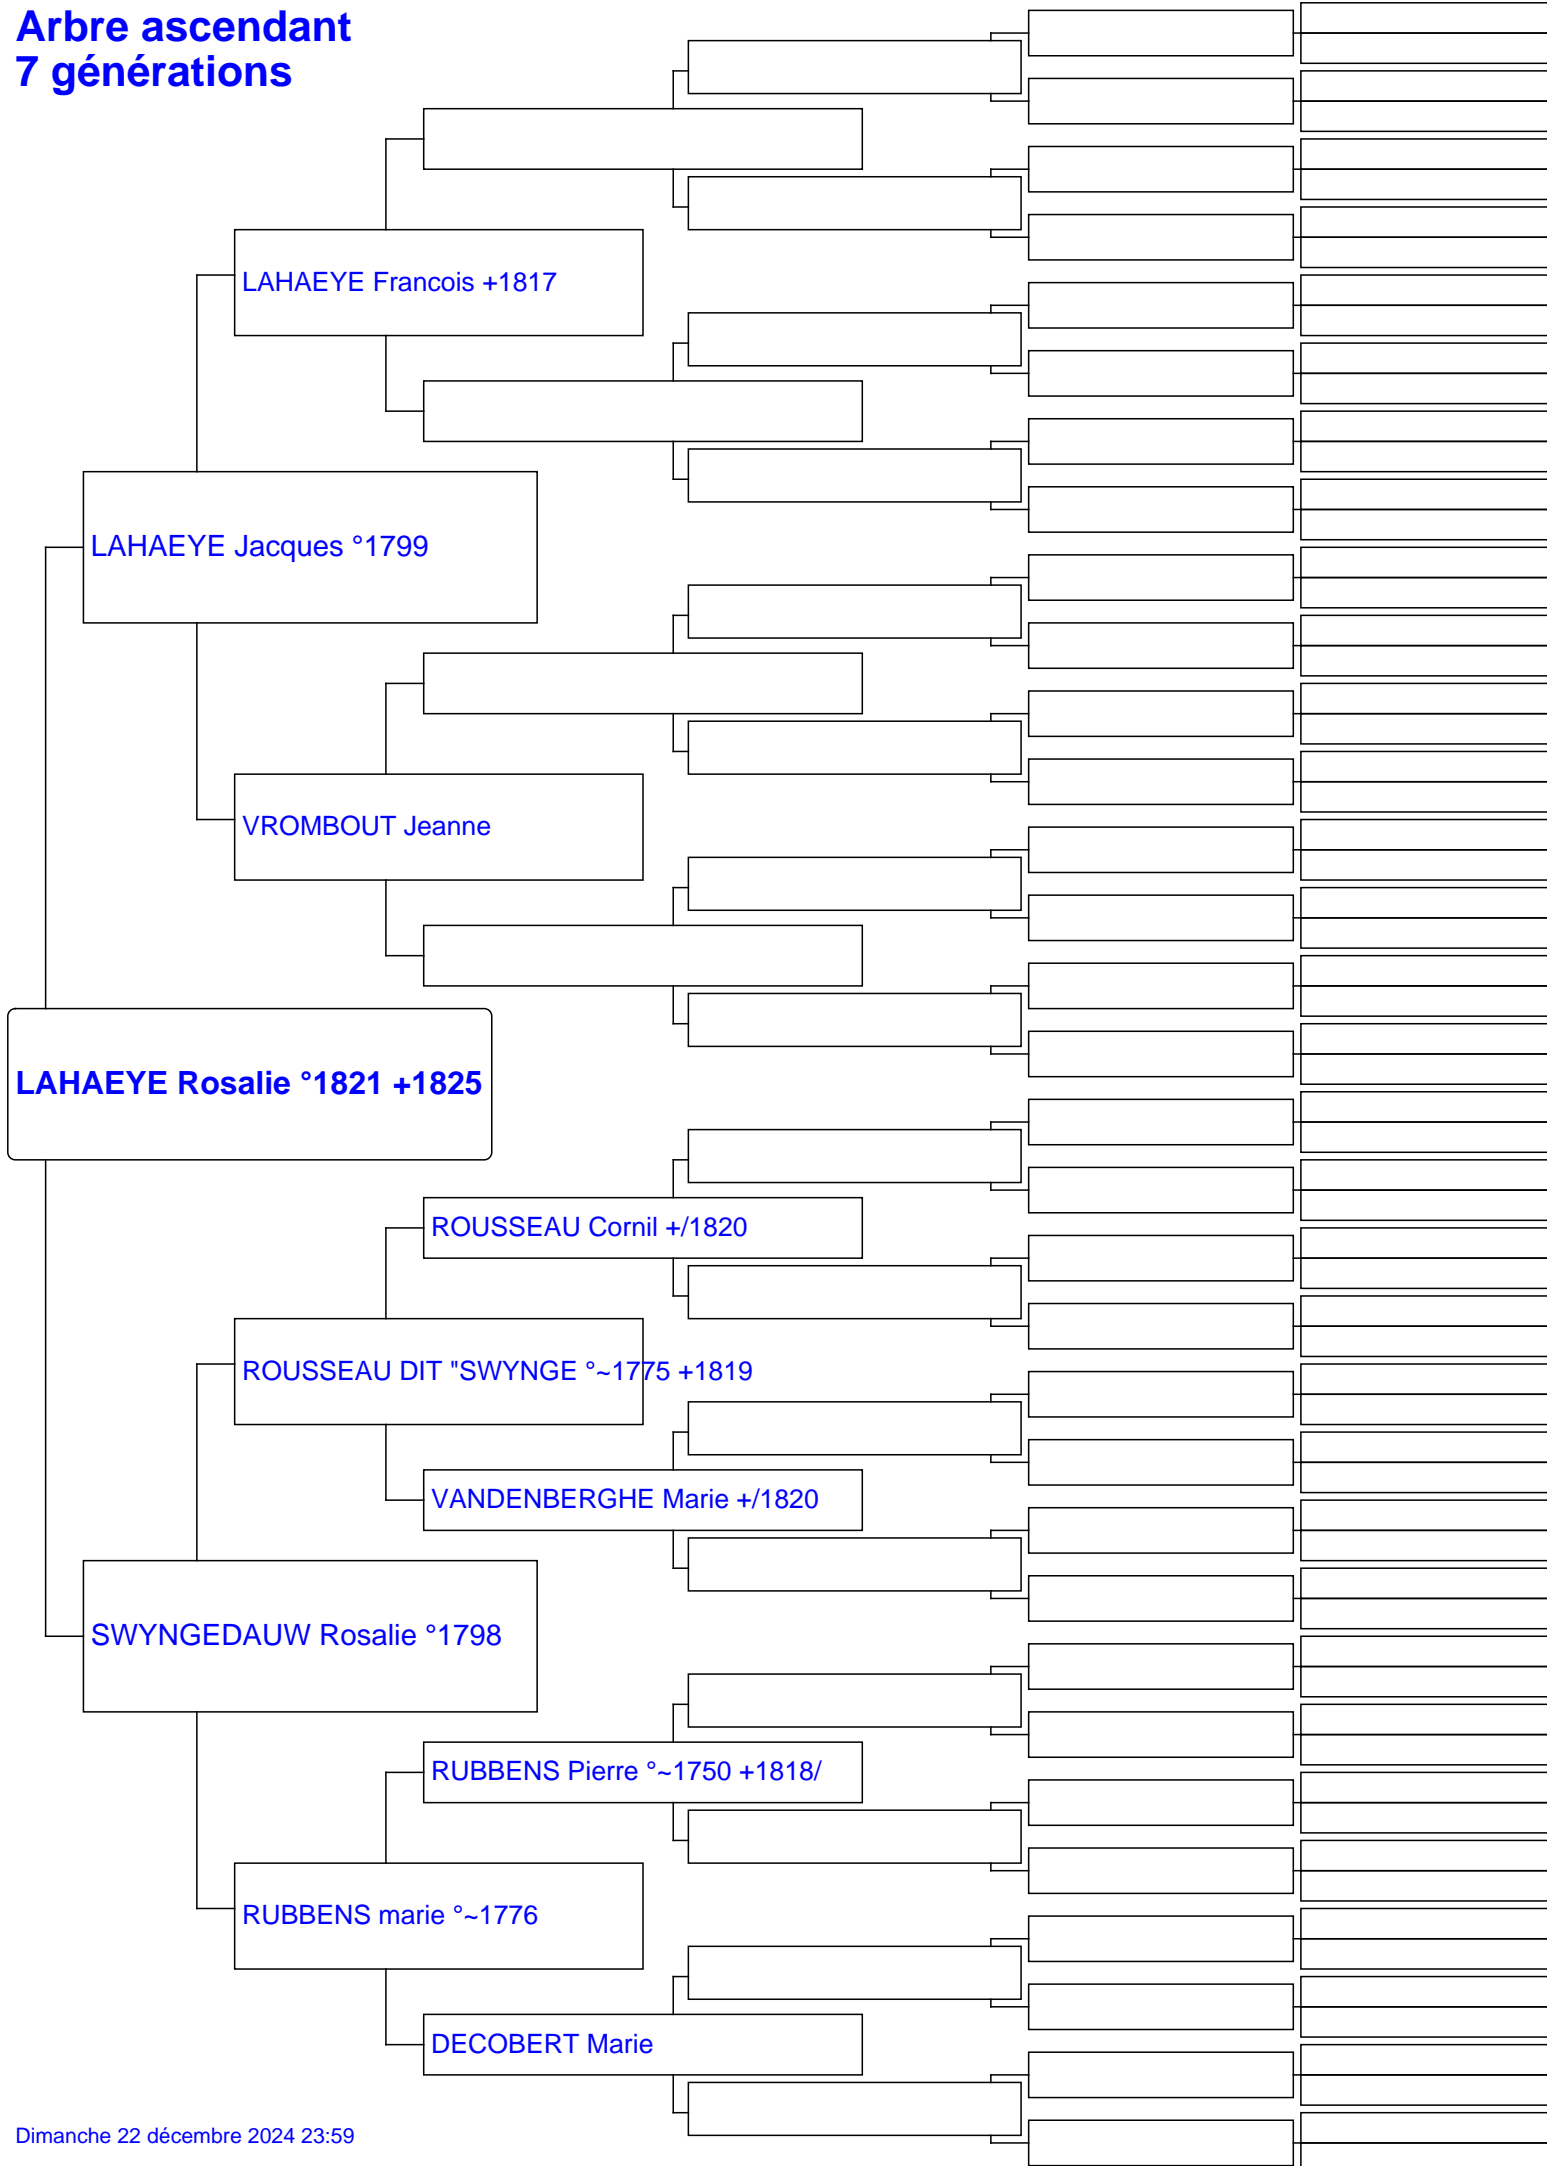 Arbre ascendant
7 générations
LAHAEYE Francois +1817
LAHAEYE Jacques °1799
VROMBOUT Jeanne
LAHAEYE Rosalie °1821 +1825
ROUSSEAU Cornil +/1820
ROUSSEAU DIT "SWYNGE °~1775 +1819
VANDENBERGHE Marie +/1820
SWYNGEDAUW Rosalie °1798
RUBBENS Pierre °~1750 +1818/
RUBBENS marie °~1776
DECOBERT Marie
Dimanche 22 décembre 2024 23:59